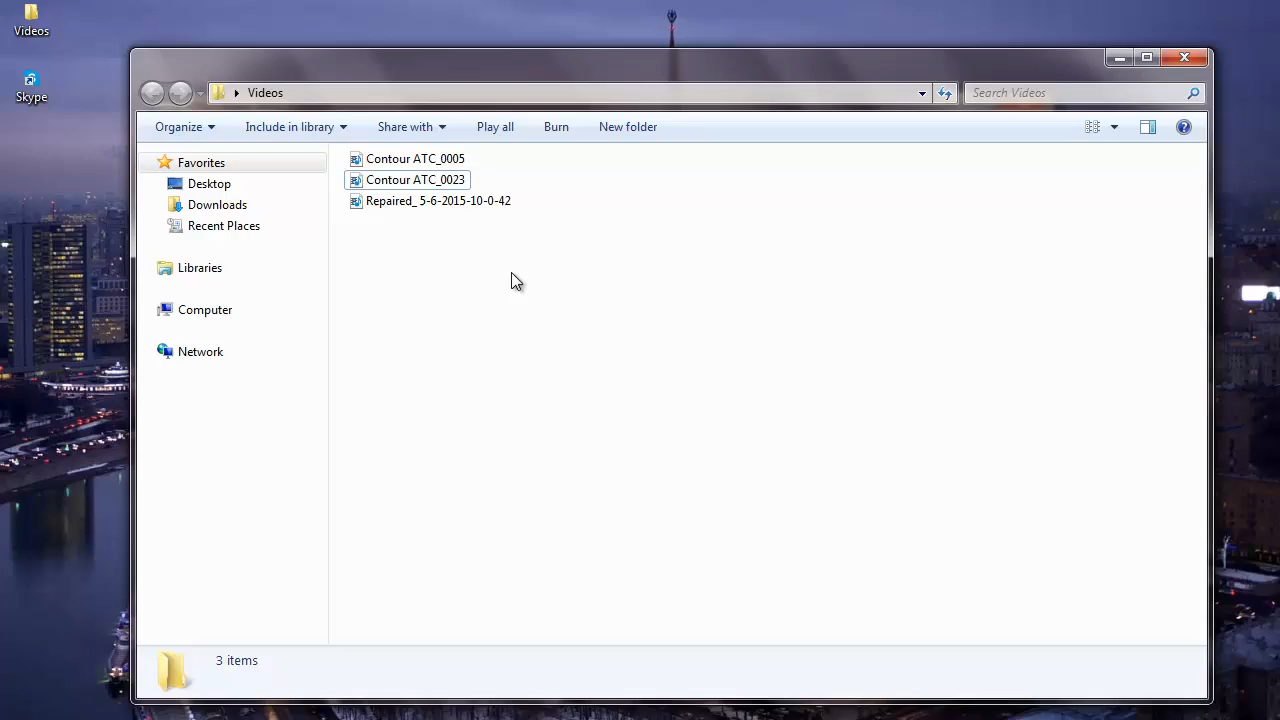 Videos
Skype
Videos
Search Videos
Organize
Include in library
Share with
Play all
Burn
New folder
Favorites
Desktop
Downloads
Recent Places
Libraries
Computer
Network
Contour ATC_0005
Contour ATC_0023
Repaired_ 5-6-2015-10-0-42
3 items